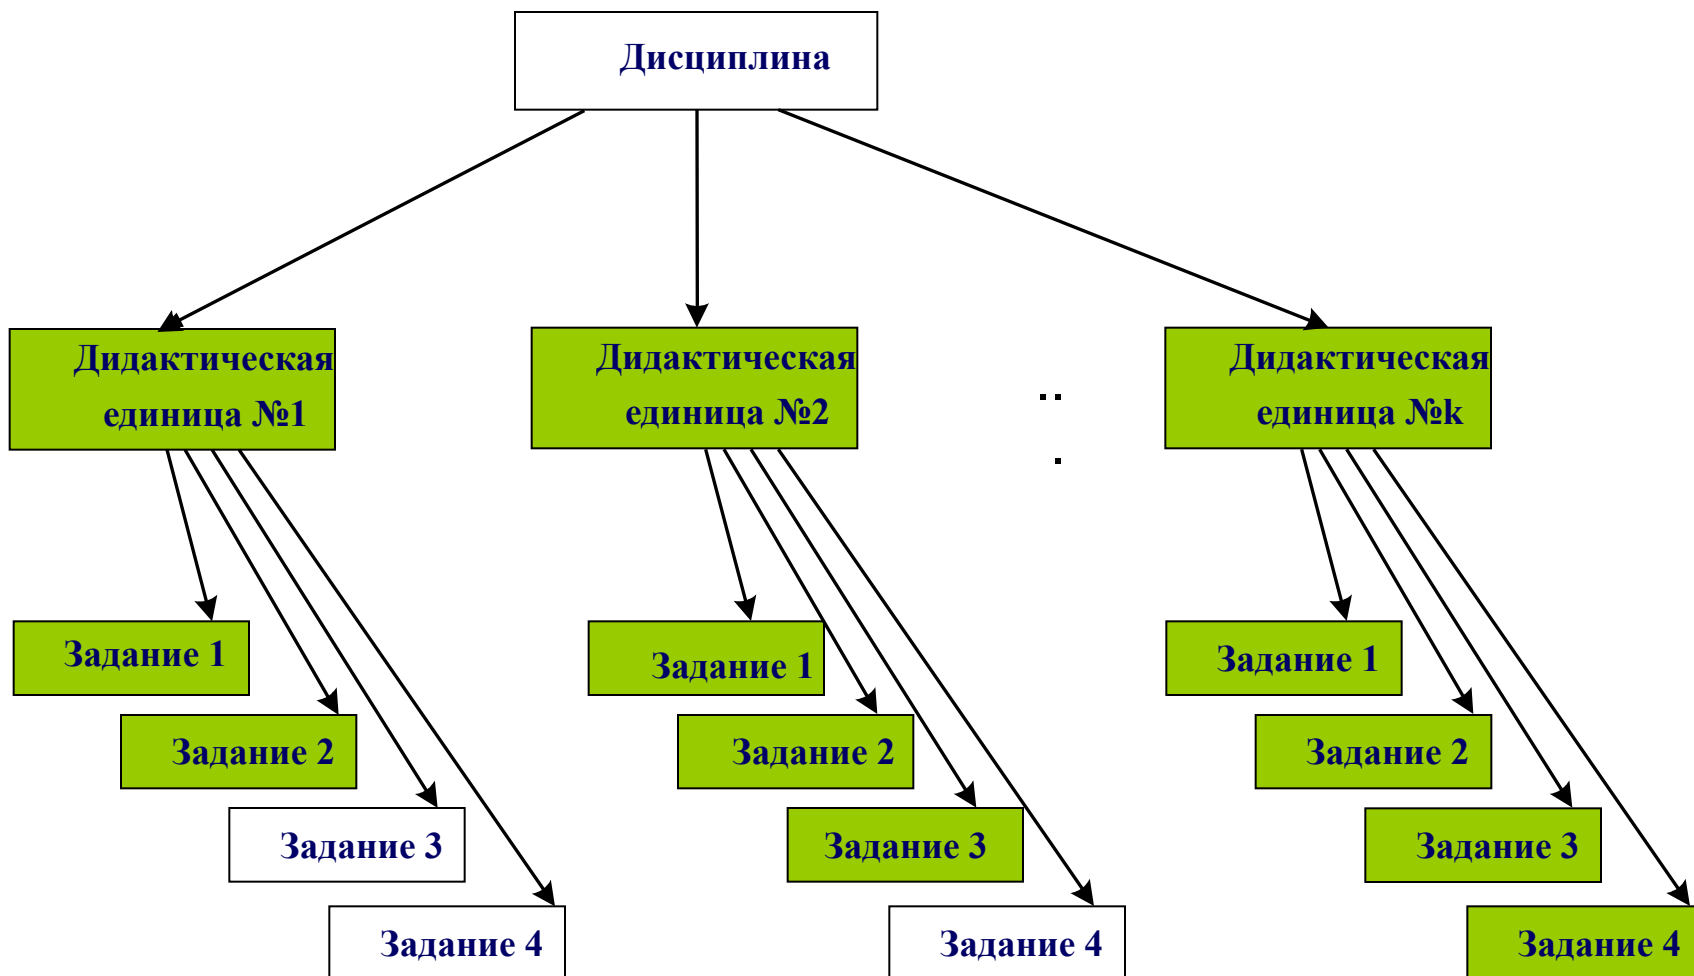 Дисциплина
Дидактическая
единица №1
Дидактическая
единица №2
..
.
Дидактическая
единица №k
Задание 1
Задание 2
Задание 3
Задание 4
Задание 1
Задание 2
Задание 3
Задание 4
Задание 1
Задание 2
Задание 3
Задание 4